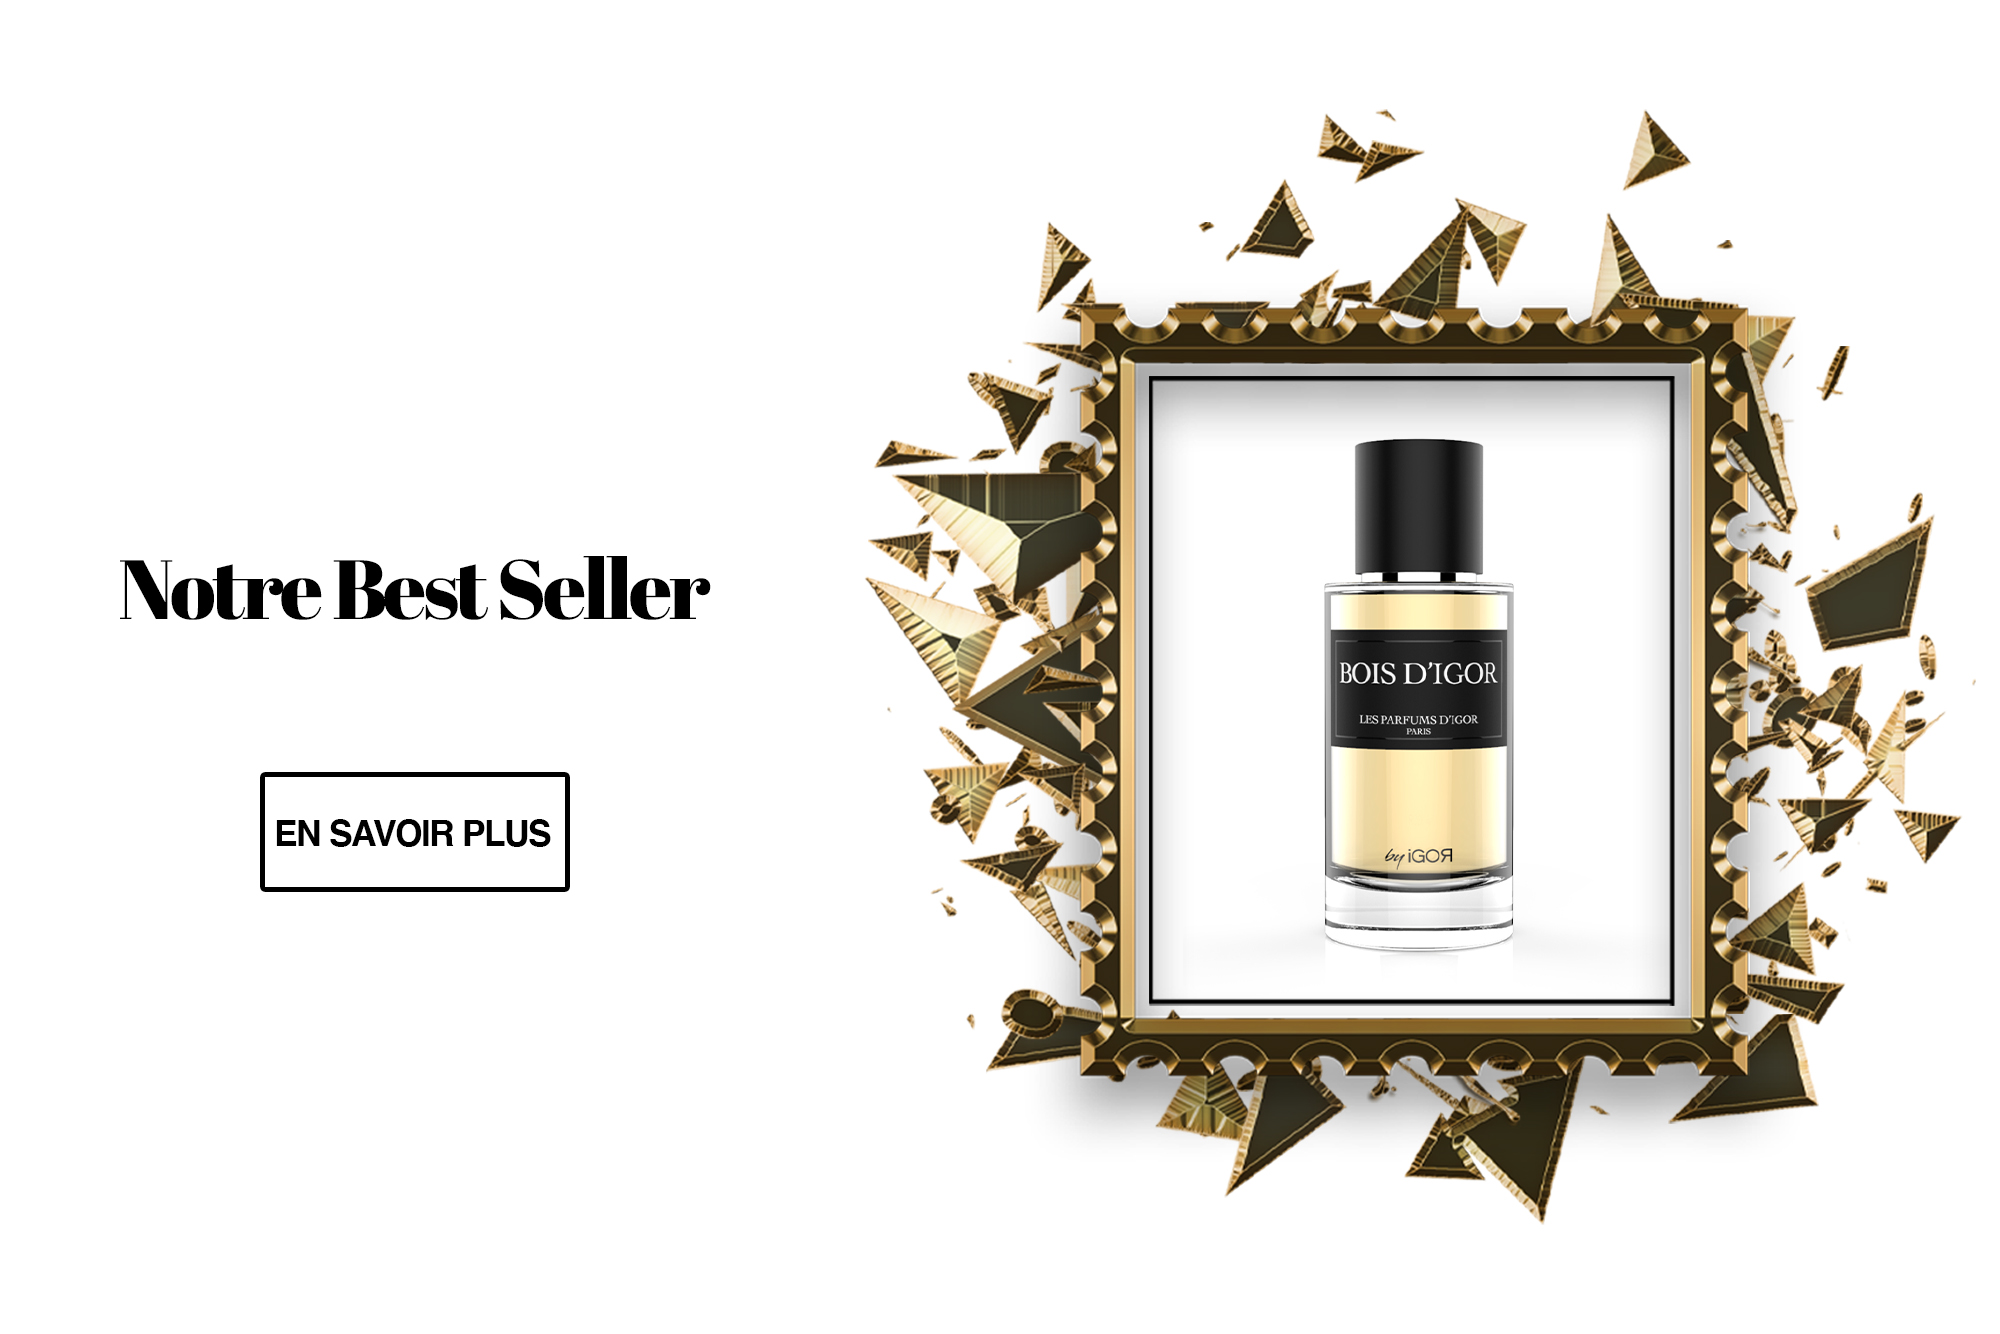 Notre Best Seller
EN SAVOIR PLUS
BOIS D'IGOR
LES PARFUMS D'IGOR
PARIS
by iGOR